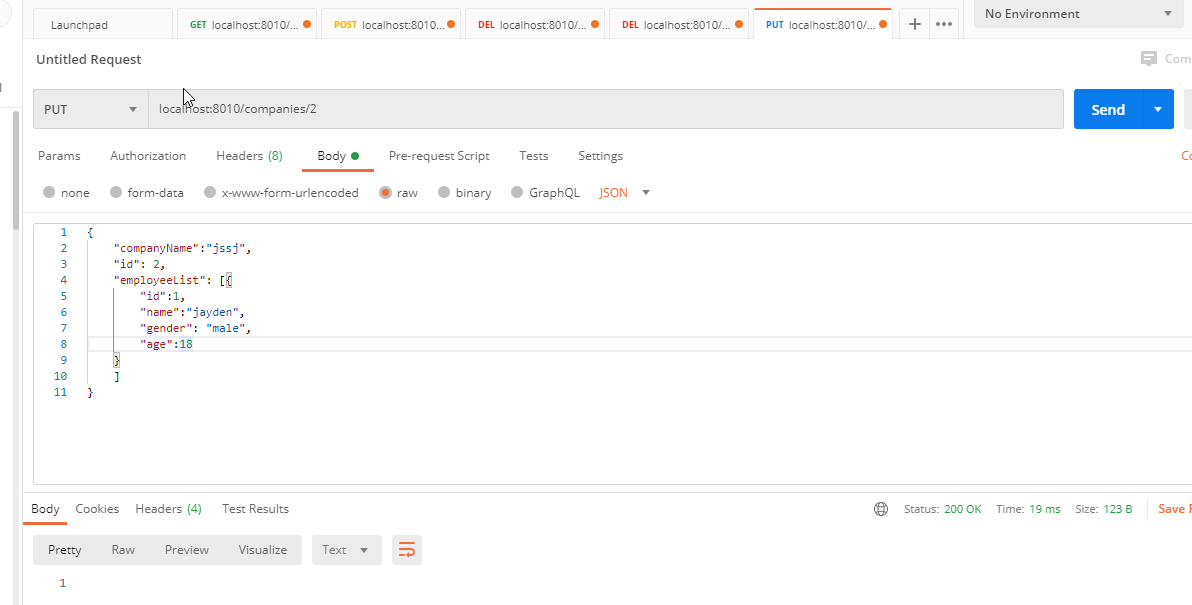 Launchpad
GET localhost:8010/...
POST localhost:8010...
DEL localhost:8010/...
DEL localhost:8010/...
PUT localhost:8010/...
No Environment
Untitled Request
Com
PUT
localhost:8010/companies/2
Send
Params Authorization Headers (8) Body Pre-request Script Tests Settings
none form-data x-www-form-urlencoded raw binary GraphQL JSON
1 {
2 "companyName":"jssj",
3 "id": 2,
4 "employeeList": [{
5 "id":1,
6 "name":"jayden",
7 "gender": "male",
8 "age":18
9 }
10 ]
11 }
Body Cookies Headers (4) Test Results
Status: 200 OK Time: 19 ms Size: 123 B
Pretty Raw Preview Visualize Text
1